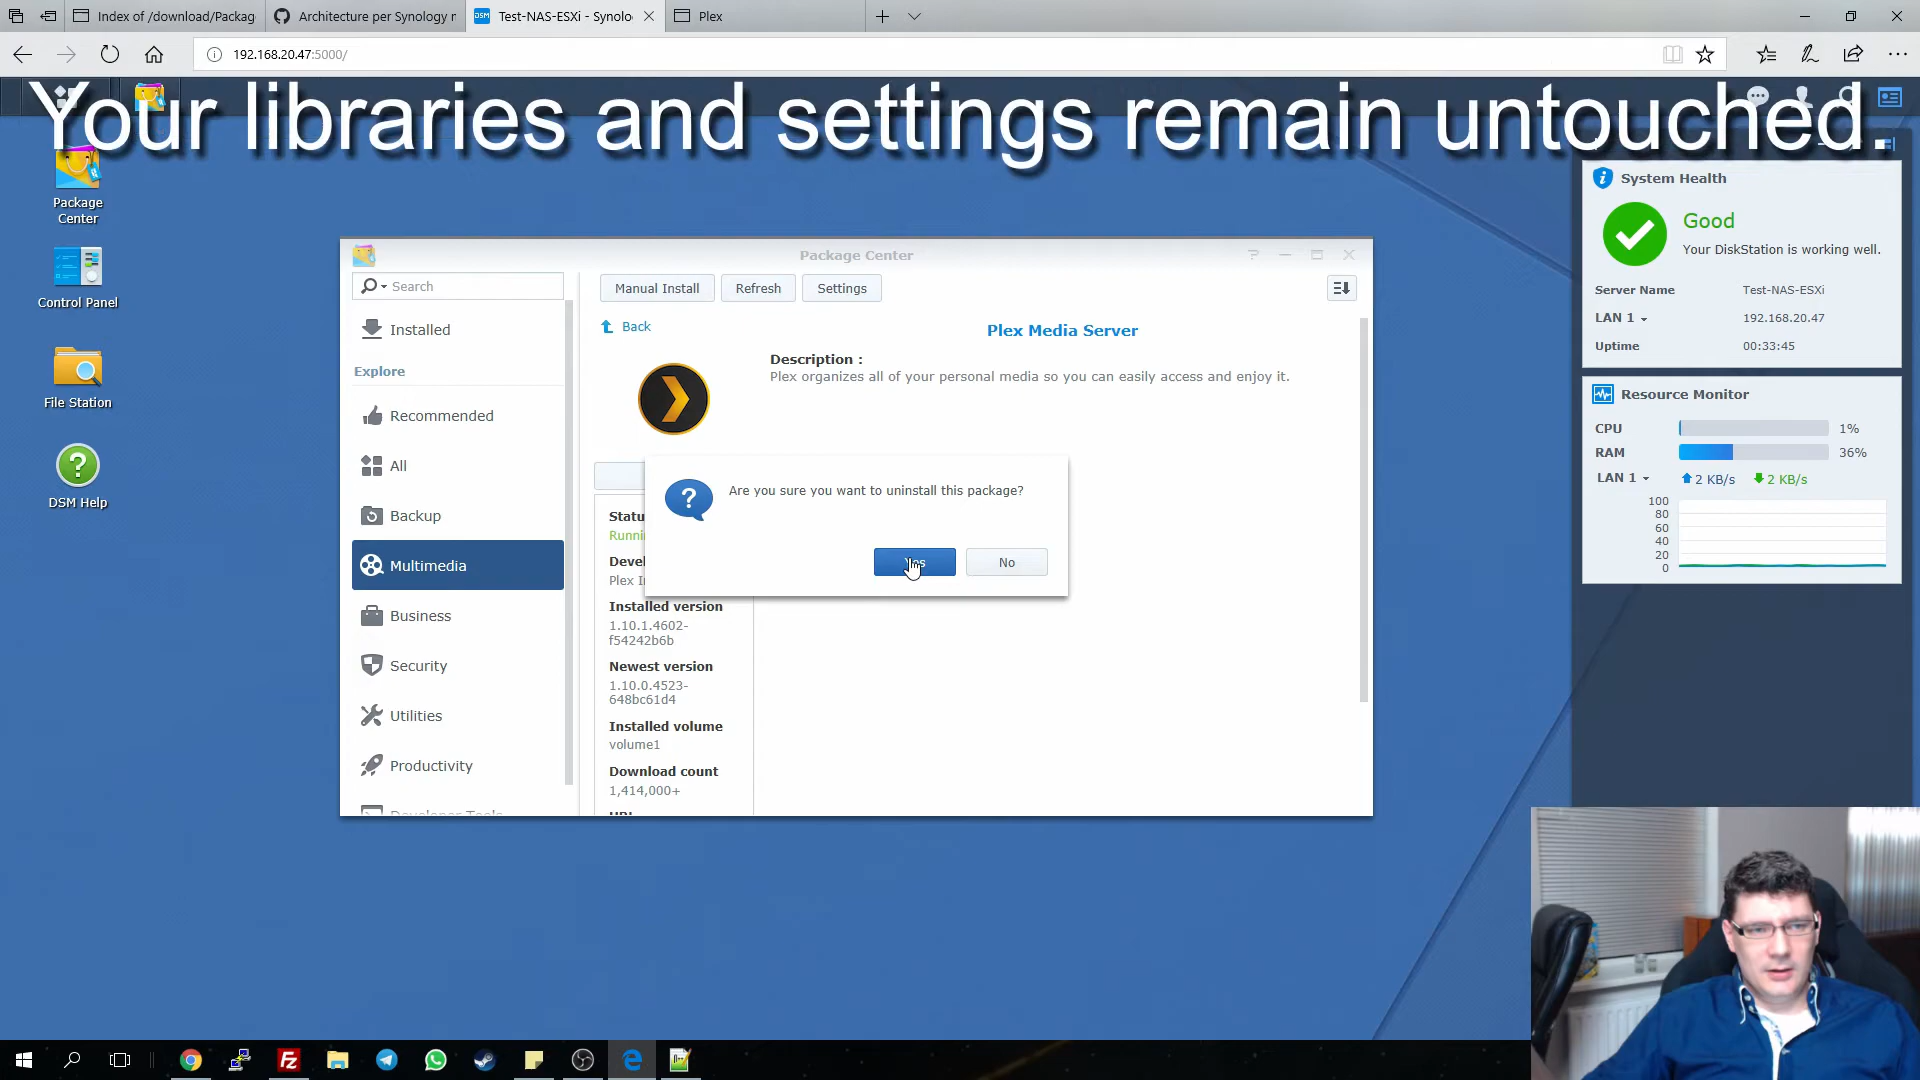 Index of /download/Packag
Architecture per Synology n
Test-NAS-ESXi - Synolo
Plex
192.168.20.47:5000/
Your libraries and settings remain untouched.
Package
Center
Control Panel
File Station
DSM Help
Package Center
Search
Installed
Explore
Recommended
All
Backup
Multimedia
Business
Security
Utilities
Productivity
Developer Tools
Manual Install
Refresh
Settings
Back
Plex Media Server
Description :
Plex organizes all of your personal media so you can easily access and enjoy it.
Are you sure you want to uninstall this package?
No
Statu
Runni
Devel
Plex I
Installed version
1.10.1.4602-
f54242b6b
Newest version
1.10.0.4523-
648bc61d4
Installed volume
volume1
Download count
1,414,000+
System Health
Good
Your DiskStation is working well.
Server Name Test-NAS-ESXi
LAN 1 192.168.20.47
Uptime 00:33:45
Resource Monitor
CPU 1%
RAM 36%
LAN 1 2 KB/s 2 KB/s
100
80
60
40
20
0